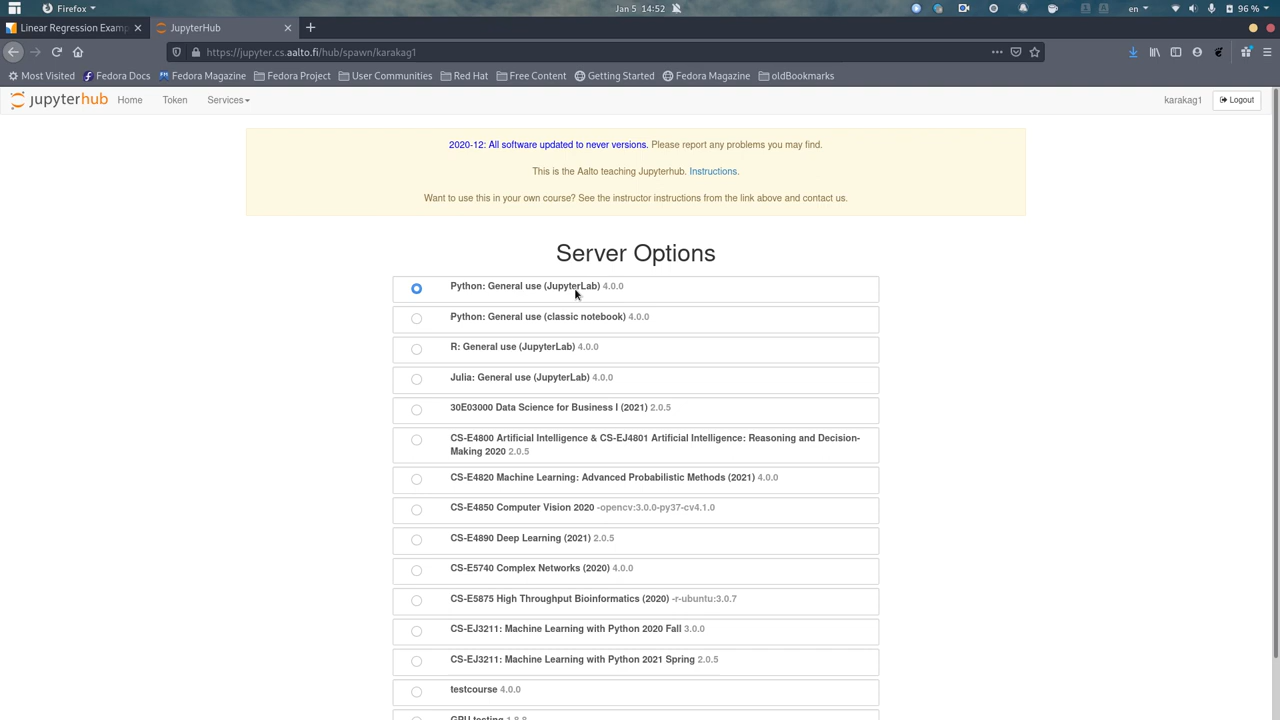 Firefox
Jan 5 14:52
en
96 %
Linear Regression Examp
JupyterHub
https://jupyter.cs.aalto.fi/hub/spawn/karakag1
Most Visited
Fedora Docs
Fedora Magazine
Fedora Project
User Communities
Red Hat
Free Content
Getting Started
Fedora Magazine
oldBookmarks
jupyterhub
Home
Token
Services
karakag1
Logout
2020-12: All software updated to never versions. Please report any problems you may find.
This is the Aalto teaching Jupyterhub. Instructions.
Want to use this in your own course? See the instructor instructions from the link above and contact us.
Server Options
Python: General use (JupyterLab) 4.0.0
Python: General use (classic notebook) 4.0.0
R: General use (JupyterLab) 4.0.0
Julia: General use (JupyterLab) 4.0.0
30E03000 Data Science for Business I (2021) 2.0.5
CS-E4800 Artificial Intelligence & CS-EJ4801 Artificial Intelligence: Reasoning and Decision-
Making 2020 2.0.5
CS-E4820 Machine Learning: Advanced Probabilistic Methods (2021) 4.0.0
CS-E4850 Computer Vision 2020 -opencv:3.0.0-py37-cv4.1.0
CS-E4890 Deep Learning (2021) 2.0.5
CS-E5740 Complex Networks (2020) 4.0.0
CS-E5875 High Throughput Bioinformatics (2020) -r-ubuntu:3.0.7
CS-EJ3211: Machine Learning with Python 2020 Fall 3.0.0
CS-EJ3211: Machine Learning with Python 2021 Spring 2.0.5
testcourse 4.0.0
GPU testing 1.8.8